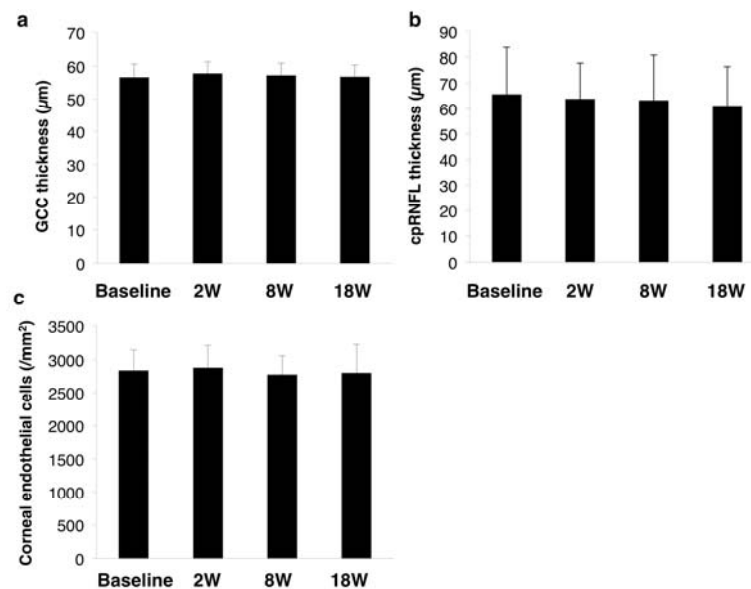 a
GCC thickness (μm)
70
60
50
40
30
20
10
0
Baseline 2W 8W 18W
b
cpRNFL thickness (μm)
90
80
70
60
50
40
30
20
10
0
Baseline 2W 8W 18W
c
Corneal endothelial cells (/mm²)
3500
3000
2500
2000
1500
1000
500
0
Baseline 2W 8W 18W